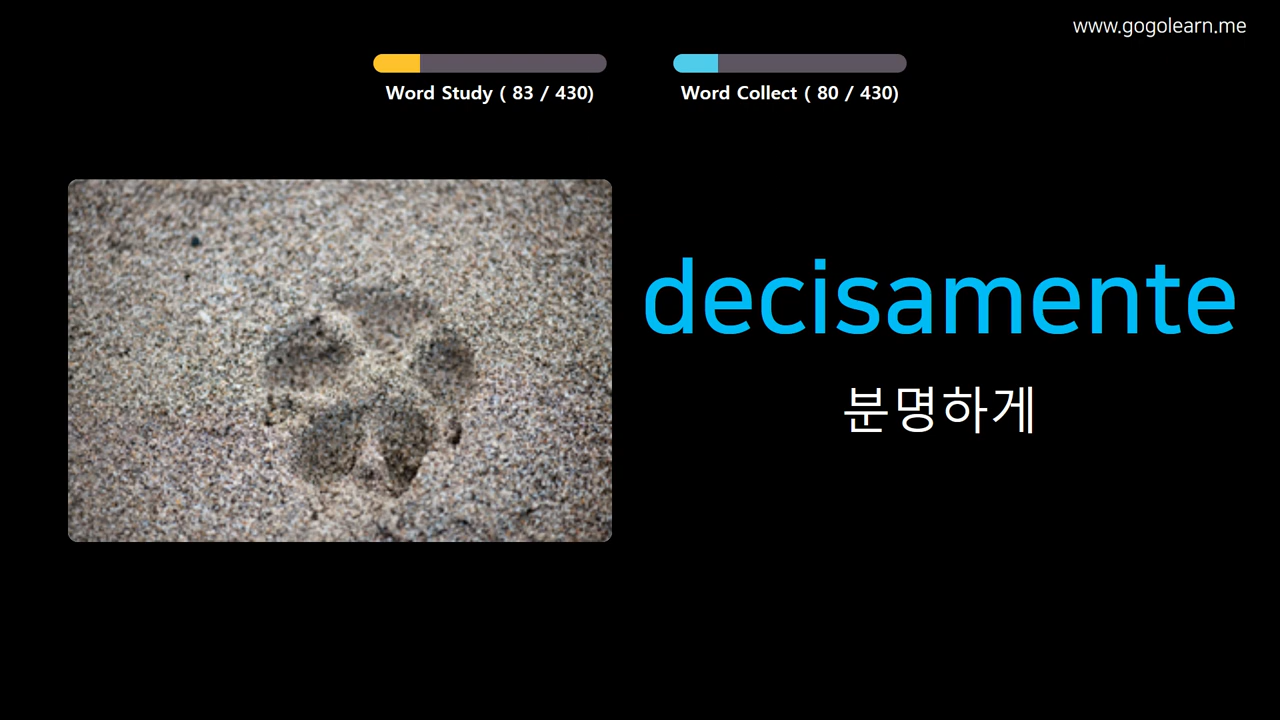 www.gogolearn.me
Word Study ( 83 / 430)
Word Collect ( 80 / 430)
decisamente
분명하게